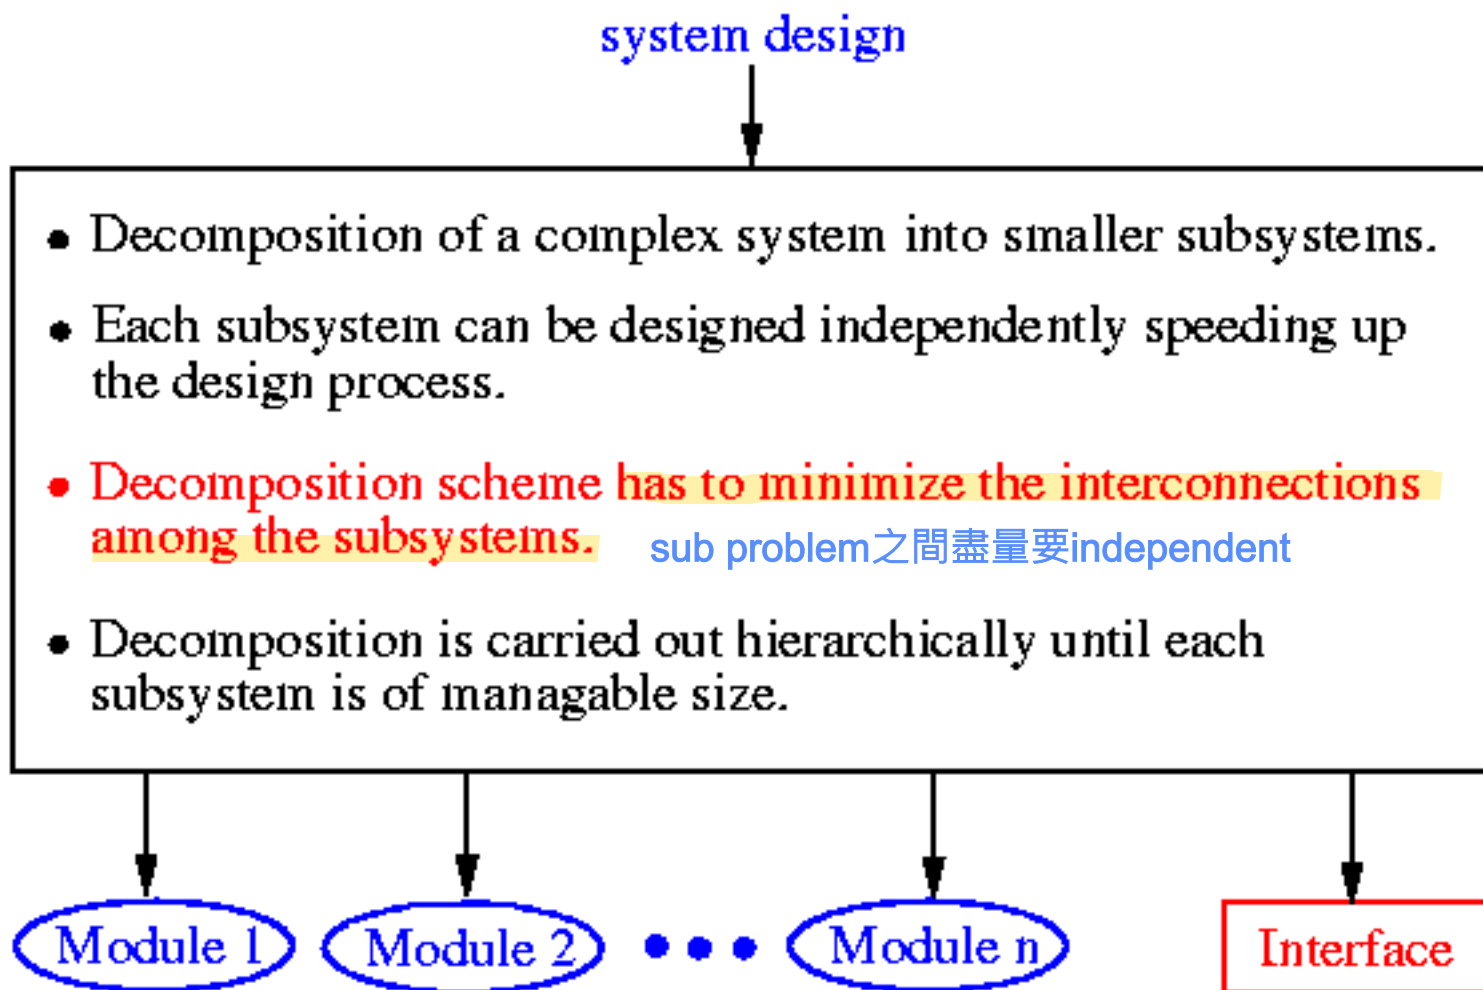 system design
• Decomposition of a complex system into smaller subsystems.
• Each subsystem can be designed independently speeding up
the design process.
• Decomposition scheme has to minimize the interconnections
among the subsystems. sub problem之間盡量要independent
• Decomposition is carried out hierarchically until each
subsystem is of managable size.
Module 1 Module 2 ••• Module n Interface